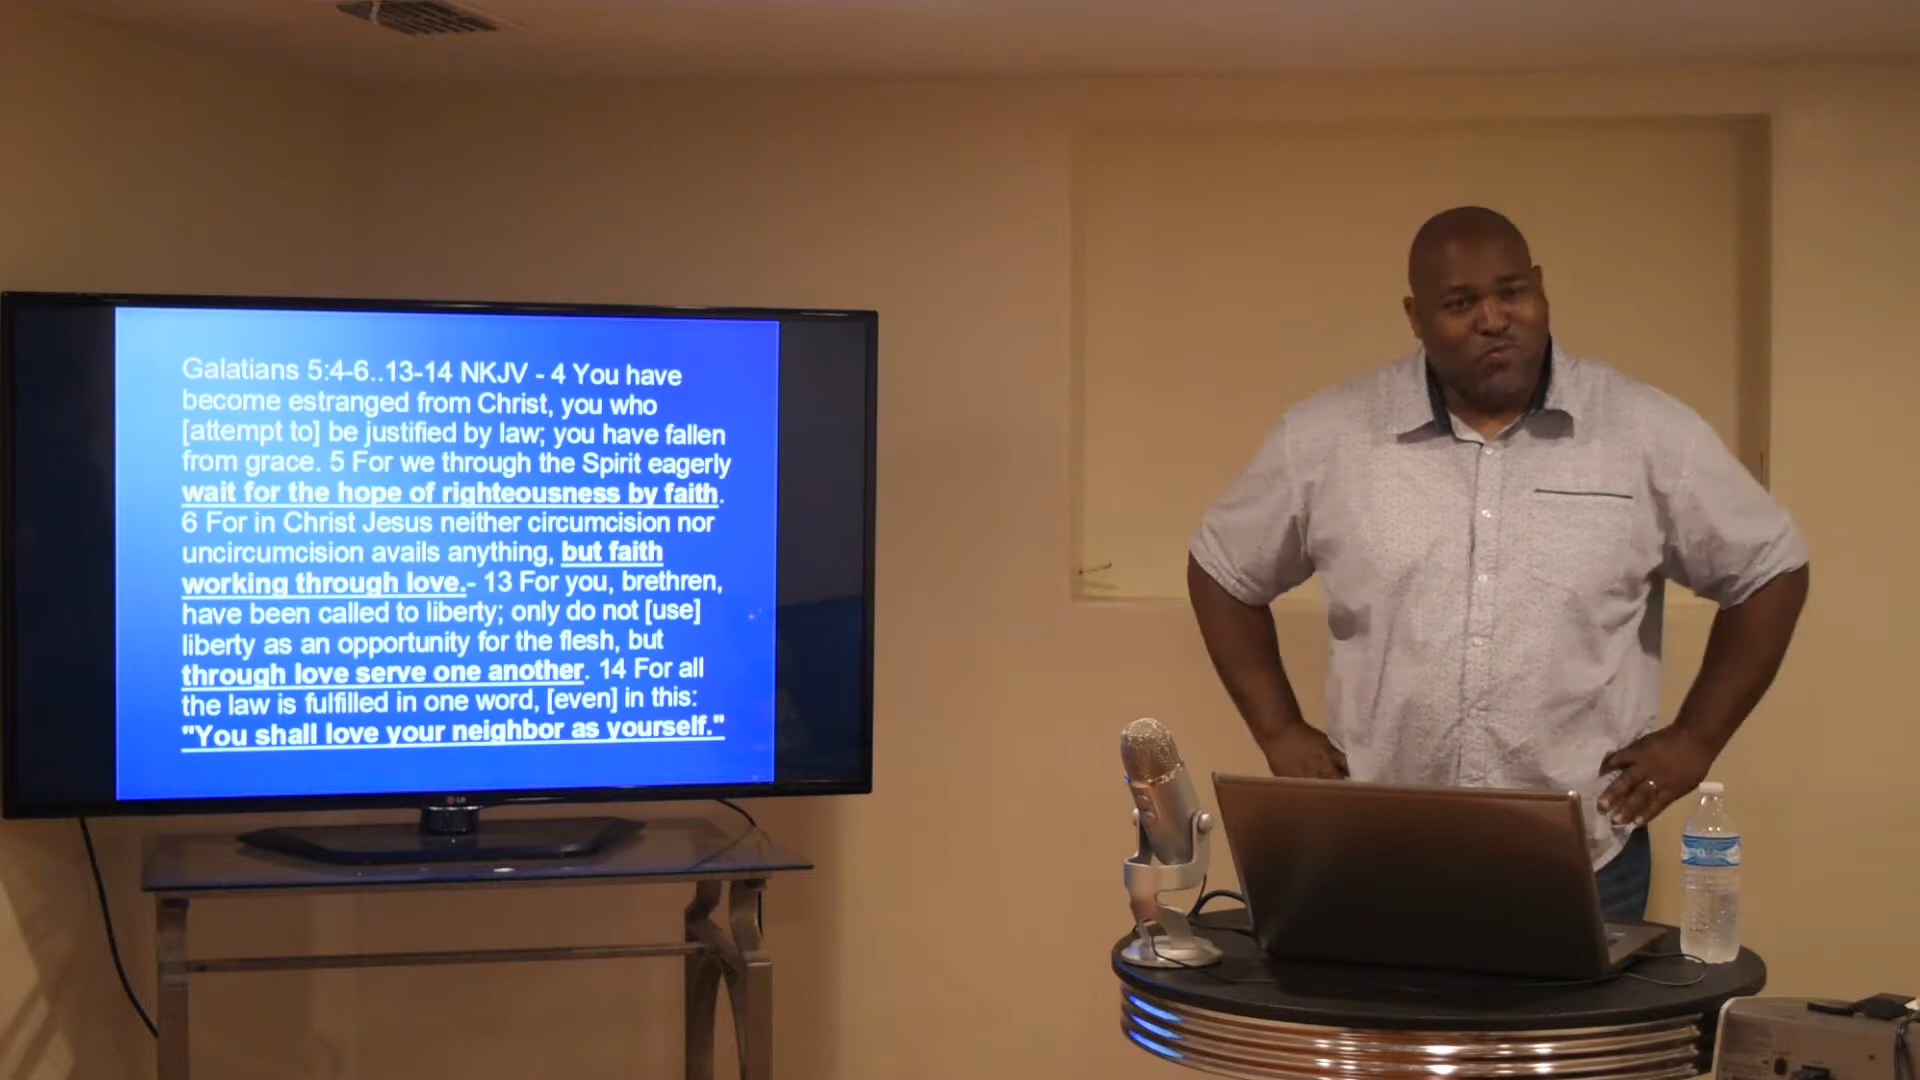 Galatians 5:4-6..13-14 NKJV - 4 You have
become estranged from Christ, you who
[attempt to] be justified by law; you have fallen
from grace. 5 For we through the Spirit eagerly
wait for the hope of righteousness by faith.
6 For in Christ Jesus neither circumcision nor
uncircumcision avails anything, but faith
working through love.- 13 For you, brethren,
have been called to liberty; only do not [use]
liberty as an opportunity for the flesh, but
through love serve one another. 14 For all
the law is fulfilled in one word, [even] in this:
"You shall love your neighbor as yourself."
LG